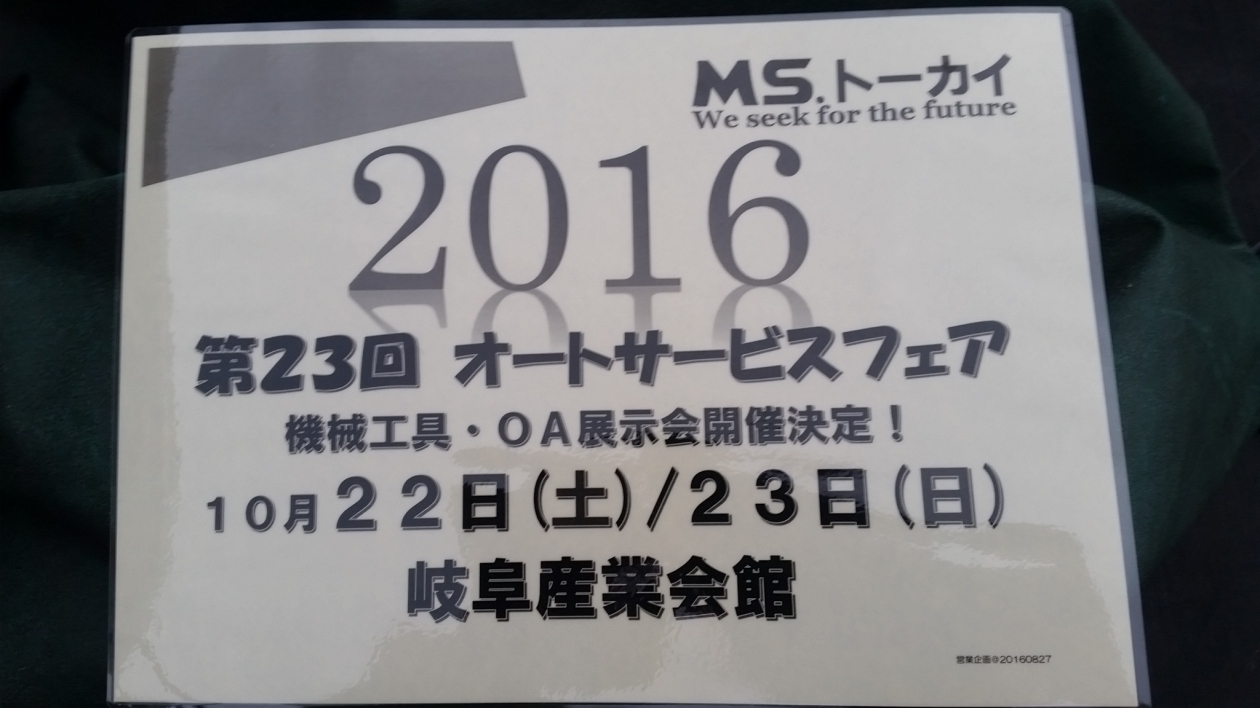 MS.トーカイ
We seek for the future
2016
第23回 オートサービスフェア
機械工具・OA展示会開催決定！
10月22日(土)/23日(日)
岐阜産業会館
営業企画@20160827